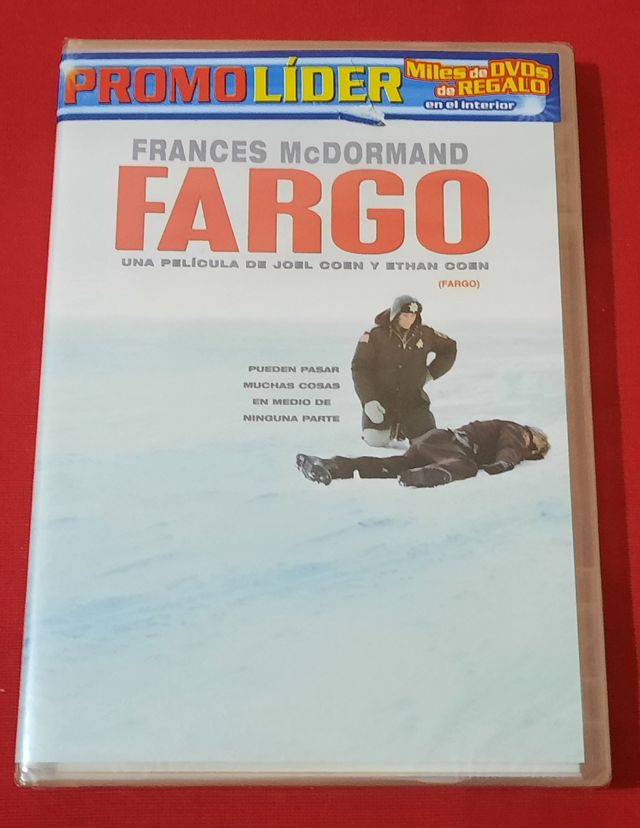 PROMO LÍDER
Miles de DVDs
de REGALO
en el interior
FRANCES McDORMAND
FARGO
UNA PELÍCULA DE JOEL COEN Y ETHAN COEN
(FARGO)
PUEDEN PASAR
MUCHAS COSAS
EN MEDIO DE
NINGUNA PARTE